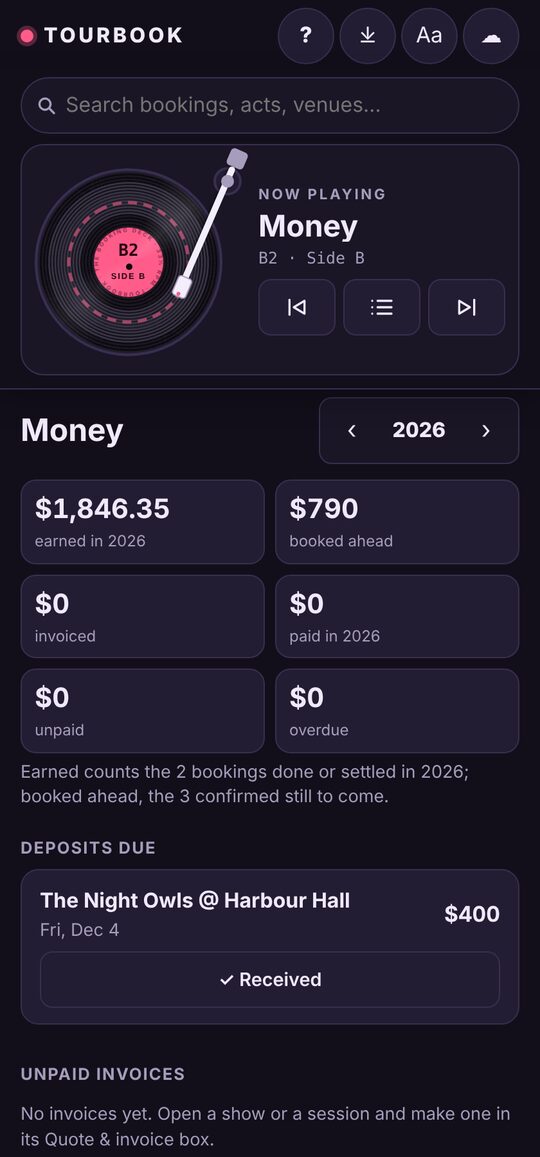 TOURBOOK
? Aa
Search bookings, acts, venues...
NOW PLAYING
Money
B2 · Side B
B2
SIDE B
Money
‹ 2026 ›
$1,846.35
earned in 2026
$790
booked ahead
$0
invoiced
$0
paid in 2026
$0
unpaid
$0
overdue
Earned counts the 2 bookings done or settled in 2026;
booked ahead, the 3 confirmed still to come.
DEPOSITS DUE
The Night Owls @ Harbour Hall
Fri, Dec 4
$400
✓ Received
UNPAID INVOICES
No invoices yet. Open a show or a session and make one in
its Quote & invoice box.